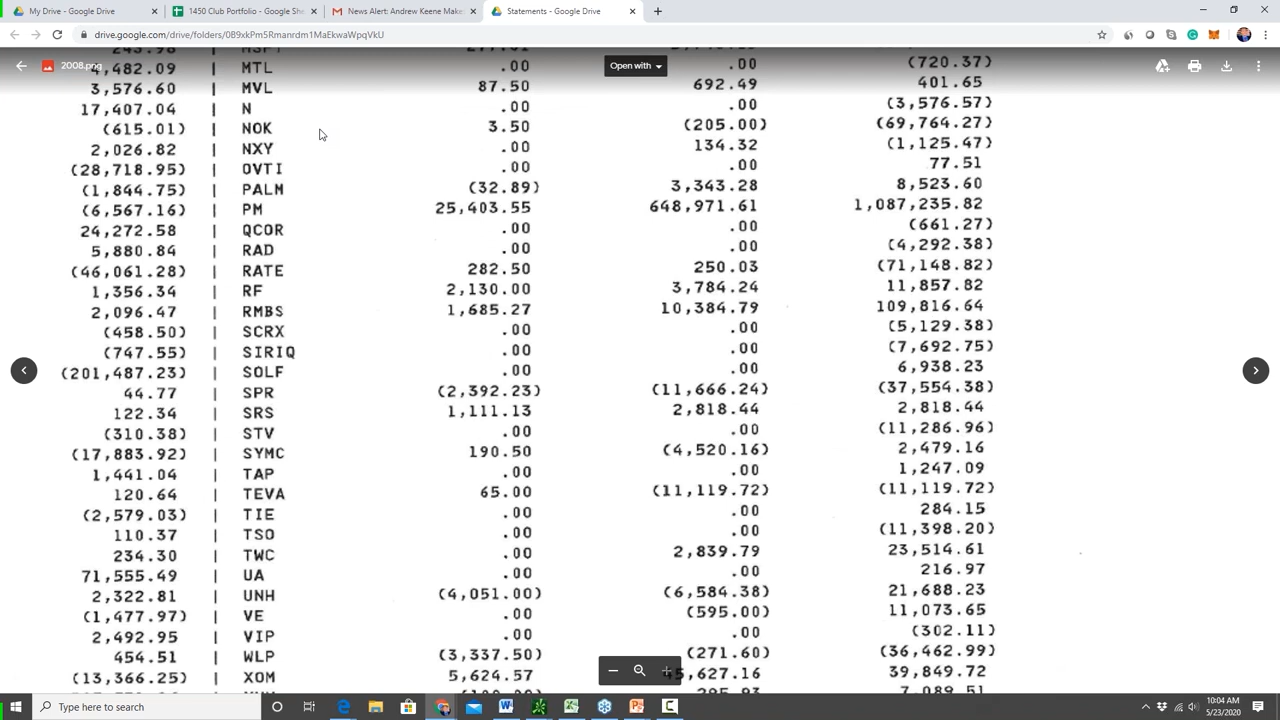 My Drive - Google Drive
1450 Club Portfolio - Google She
News Alert: Andrew Keene Makes
Statements - Google Drive
drive.google.com/drive/folders/0B9xkPm5Rmanrdm1MaEkwaWpqVkU
2008.png
Open with
4,482.09 | MTL .00 .00 (720.37)
3,576.60 | MVL 87.50 692.49 401.65
17,407.04 | N .00 .00 (3,576.57)
(615.01) | NOK 3.50 (205.00) (69,764.27)
2,026.82 | NXY .00 134.32 (1,125.47)
(28,718.95) | OVTI .00 .00 77.51
(1,844.75) | PALM (32.89) 3,343.28 8,523.60
(6,567.16) | PM 25,403.55 648,971.61 1,087,235.82
24,272.58 | QCOR .00 .00 (661.27)
5,880.84 | RAD .00 .00 (4,292.38)
(46,061.28) | RATE 282.50 250.03 (71,148.82)
1,356.34 | RF 2,130.00 3,784.24 11,857.82
2,096.47 | RMBS 1,685.27 10,384.79 109,816.64
(458.50) | SCRX .00 .00 (5,129.38)
(747.55) | SIRIQ .00 .00 (7,692.75)
(201,487.23) | SOLF .00 .00 6,938.23
44.77 | SPR (2,392.23) (11,666.24) (37,554.38)
122.34 | SRS 1,111.13 2,818.44 2,818.44
(310.38) | STV .00 .00 (11,286.96)
(17,883.92) | SYMC 190.50 (4,520.16) 2,479.16
1,441.04 | TAP .00 .00 1,247.09
120.64 | TEVA 65.00 (11,119.72) (11,119.72)
(2,579.03) | TIE .00 .00 284.15
110.37 | TSO .00 .00 (11,398.20)
234.30 | TWC .00 2,839.79 23,514.61
71,555.49 | UA .00 .00 216.97
2,322.81 | UNH (4,051.00) (6,584.38) 21,688.23
(1,477.97) | VE .00 (595.00) 11,073.65
2,492.95 | VIP .00 .00 (302.11)
454.51 | WLP (3,337.50) (271.60) (36,462.99)
(13,366.25) | XOM 5,624.57 5,627.16 39,849.72
7,089.51
Type here to search
10:04 AM
5/23/2020